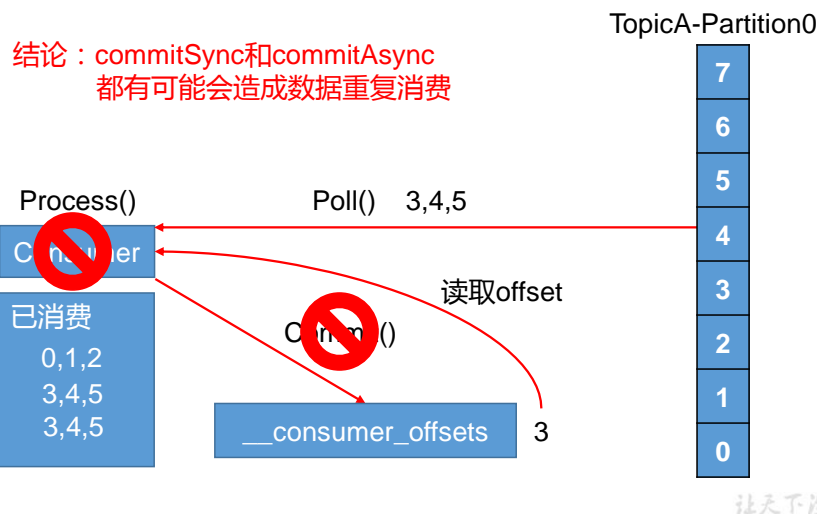 TopicA-Partition0
结论：commitSync和commitAsync
都有可能会造成数据重复消费
7
6
5
4
3
2
1
0
Process()
Poll() 3,4,5
读取offset
已消费
0,1,2
3,4,5
3,4,5
__consumer_offsets 3
让天下